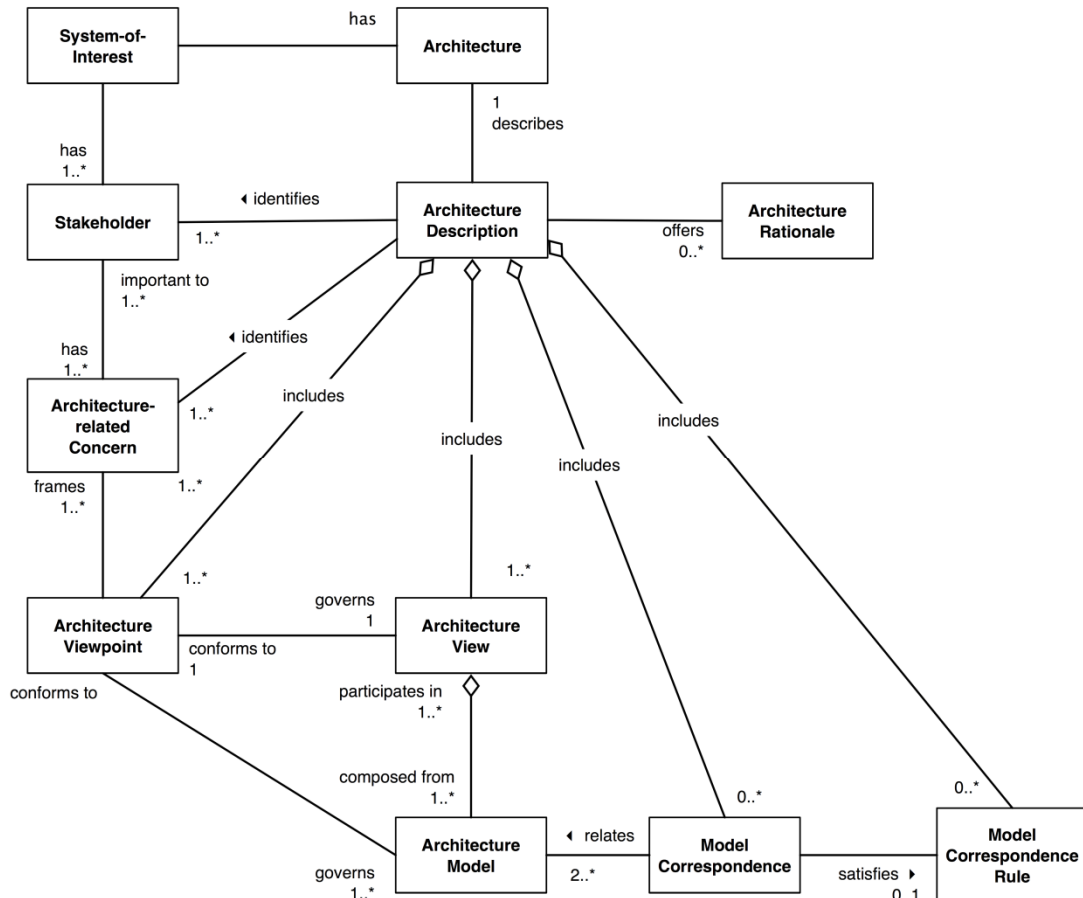 System-of-
Interest
has
Architecture
1
describes
has
1..*
Stakeholder
◂ identifies
1..*
Architecture
Description
offers
0..*
Architecture
Rationale
important to
1..*
◂ identifies
has
1..*
Architecture-
related
Concern
1..*
includes
includes
includes
includes
frames
1..*
1..*
1..*
1..*
Architecture
Viewpoint
governs
1
conforms to
1
Architecture
View
conforms to
participates in
1..*
composed from
1..*
0..*
0..*
Architecture
Model
governs
1..*
◂ relates
2..*
Model
Correspondence
satisfies ▸
0..1
Model
Correspondence
Rule